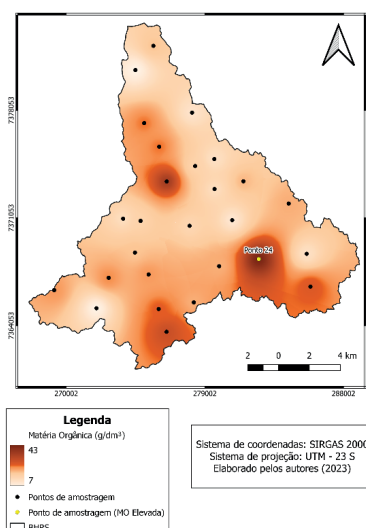 7378053
7371053
7364053
Ponto 24
2 0 2 4 km
270002 279002 288002
Legenda
Matéria Orgânica (g/dm³)
43
7
Pontos de amostragem
Ponto de amostragem (MO Elevada)
BHRS
Sistema de coordenadas: SIRGAS 2000
Sistema de projeção: UTM - 23 S
Elaborado pelos autores (2023)